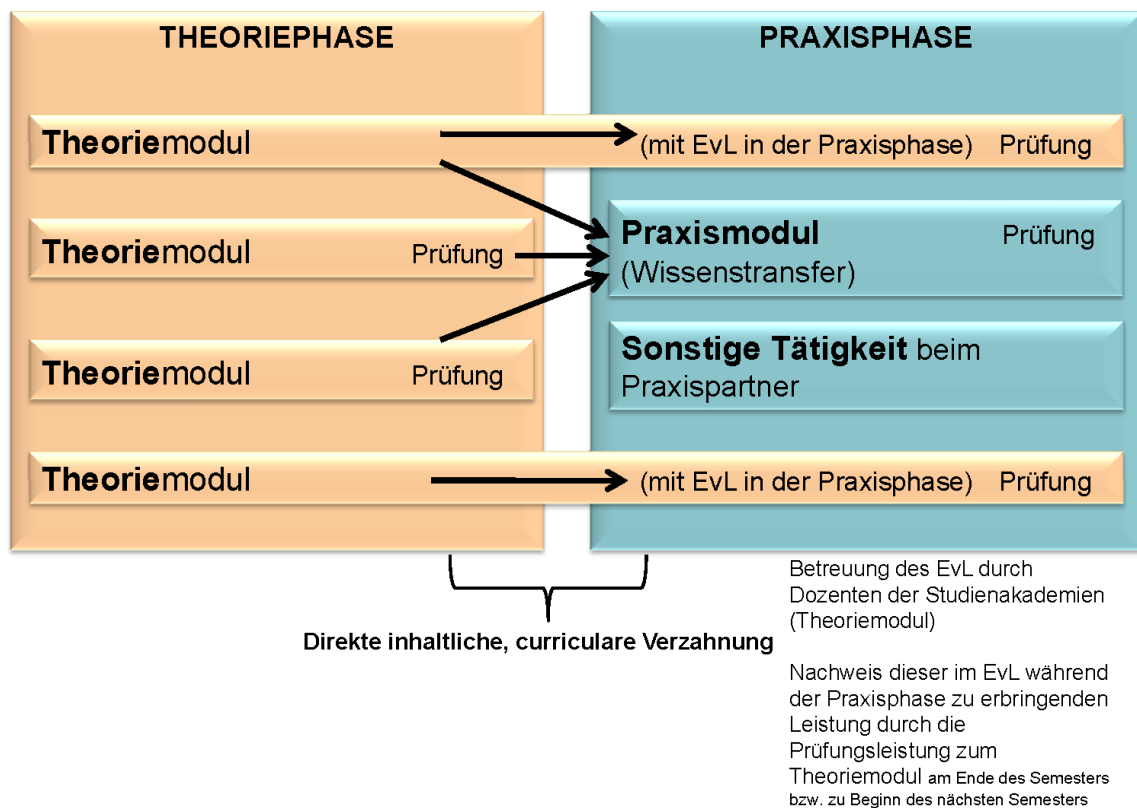 THEORIEPHASE
PRAXISPHASE
Theoriemodul
(mit EvL in der Praxisphase) Prüfung
Theoriemodul Prüfung
Praxismodul Prüfung
(Wissenstransfer)
Theoriemodul Prüfung
Sonstige Tätigkeit beim
Praxispartner
Theoriemodul
(mit EvL in der Praxisphase) Prüfung
Direkte inhaltliche, curriculare Verzahnung
Betreuung des EvL durch
Dozenten der Studienakademien
(Theoriemodul)
Nachweis dieser im EvL während
der Praxisphase zu erbringenden
Leistung durch die
Prüfungsleistung zum
Theoriemodul am Ende des Semesters
bzw. zu Beginn des nächsten Semesters